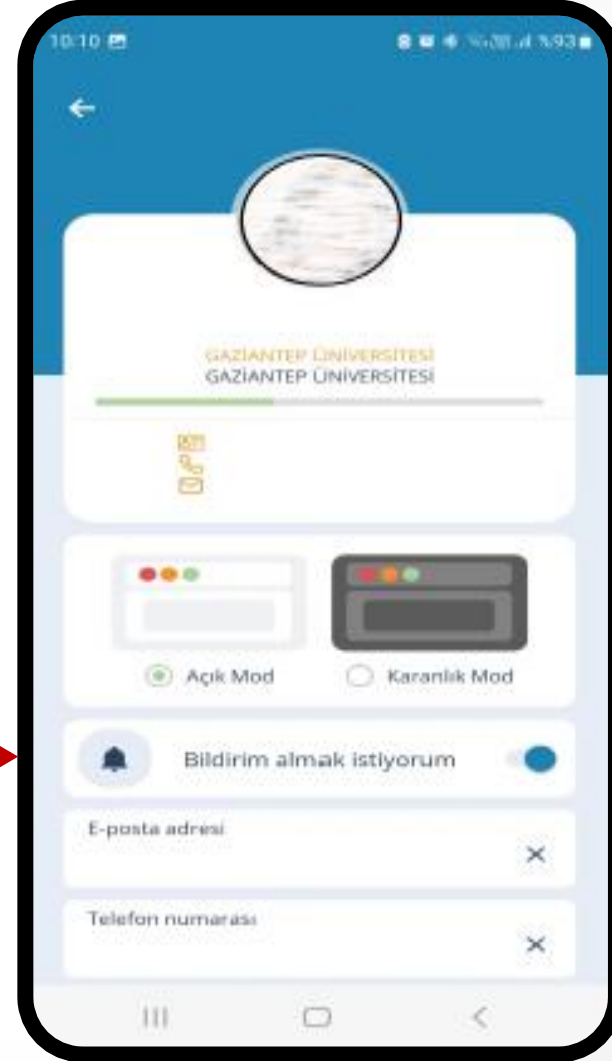 10:10 %93
GAZİANTEP ÜNİVERSİTESİ
GAZİANTEP ÜNİVERSİTESİ
Açık Mod Karanlık Mod
Bildirim almak istiyorum
E-posta adresi
Telefon numarası